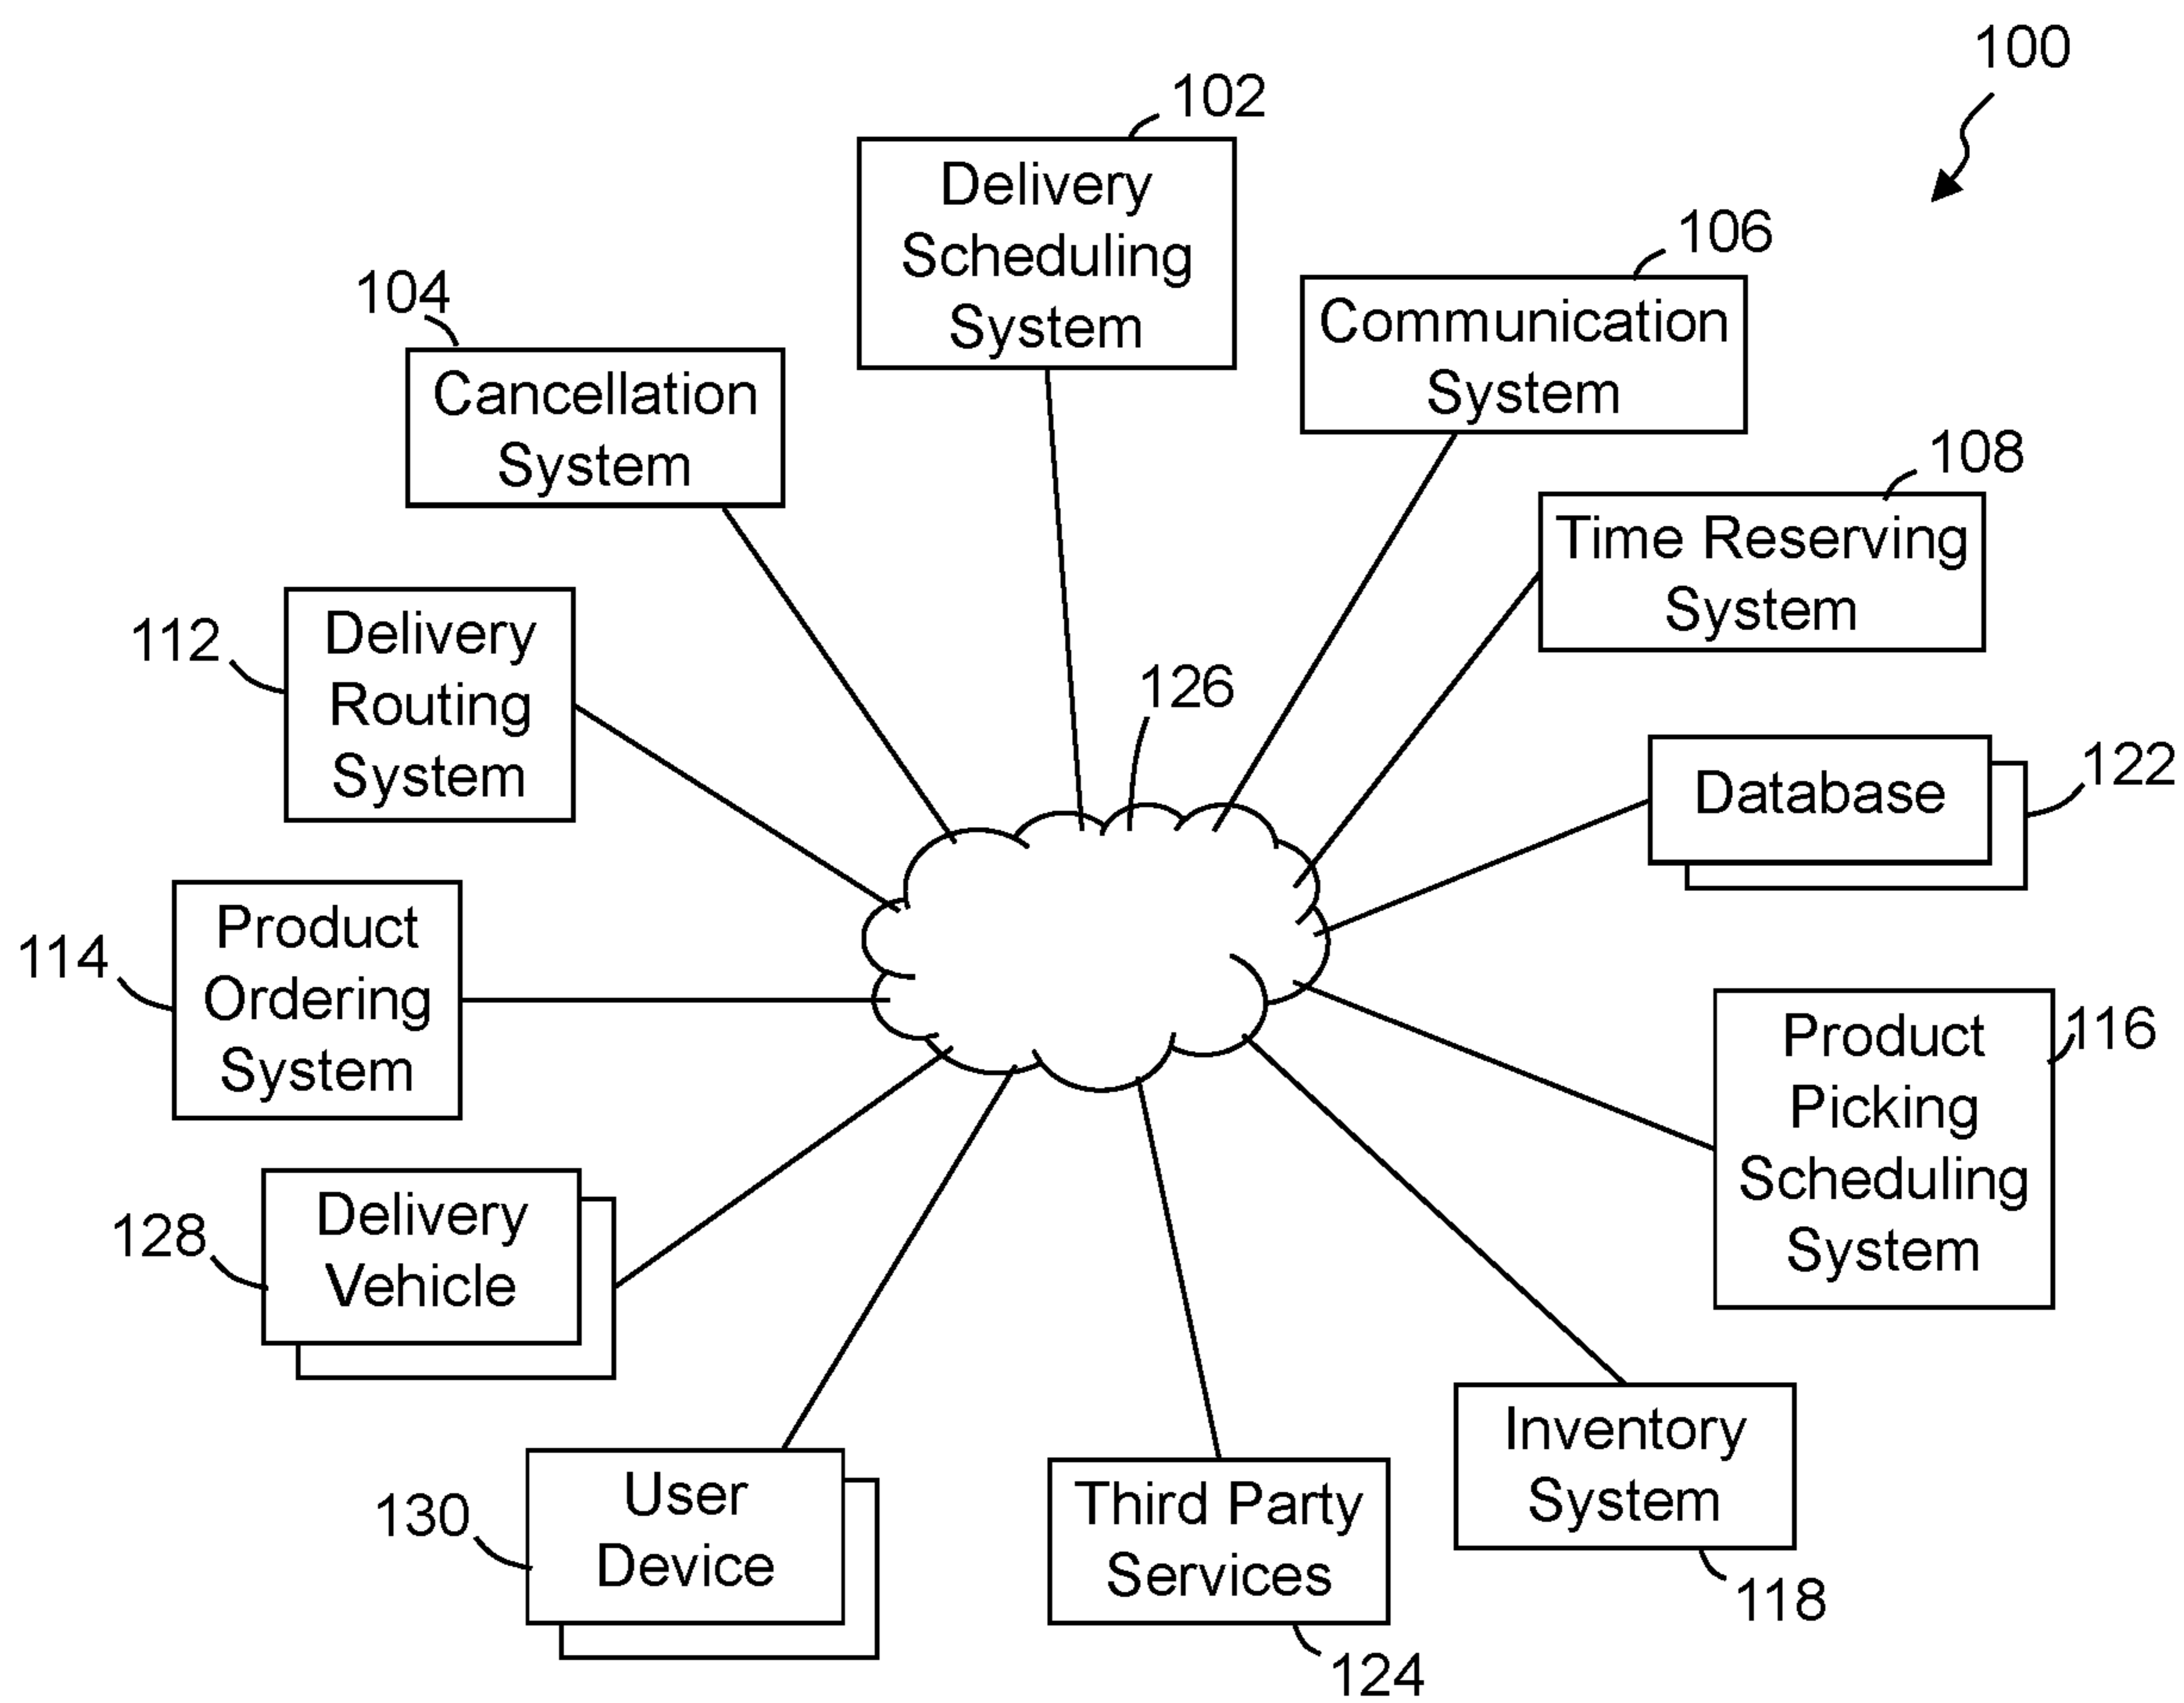 100
102
Delivery
Scheduling
System
106
Communication
System
104
Cancellation
System
108
Time Reserving
System
112
Delivery
Routing
System
126
122
Database
114
Product
Ordering
System
116
Product
Picking
Scheduling
System
128
Delivery
Vehicle
130
User
Device
Third Party
Services
124
Inventory
System
118